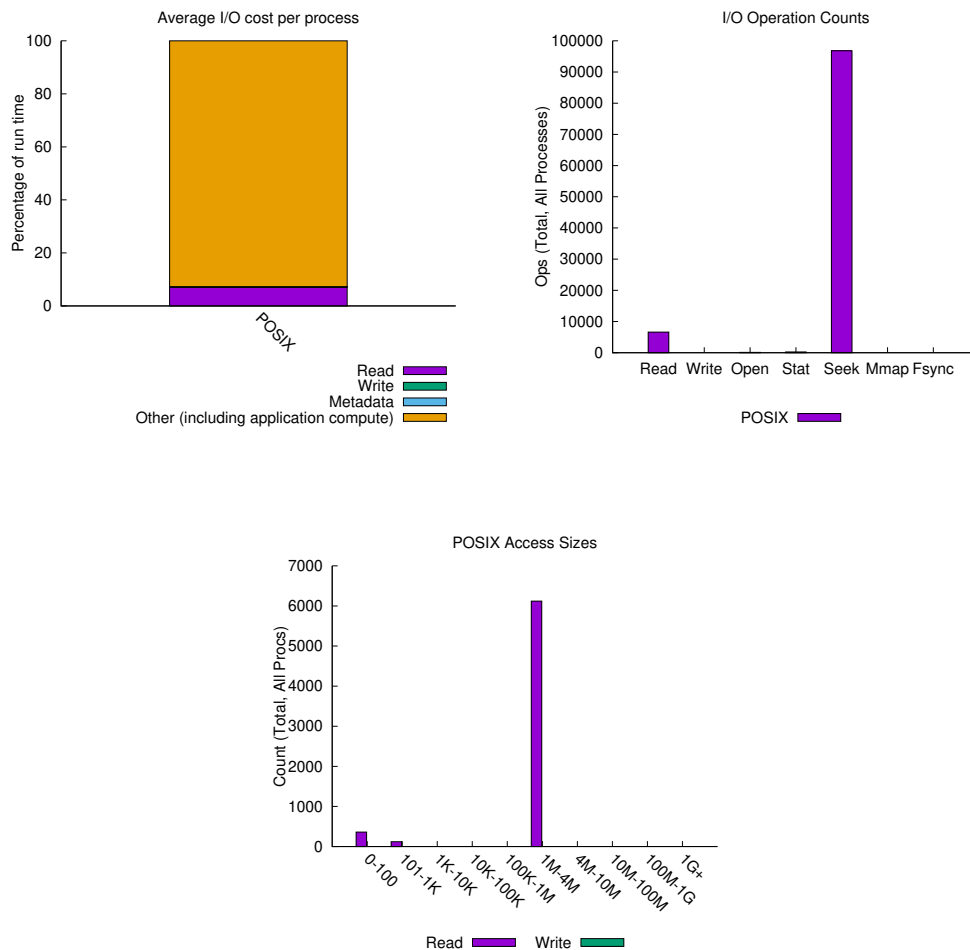 Average I/O cost per process
100
80
60
40
20
0
Percentage of run time
POSIX
Read
Write
Metadata
Other (including application compute)
I/O Operation Counts
100000
90000
80000
70000
60000
50000
40000
30000
20000
10000
0
Ops (Total, All Processes)
Read Write Open Stat Seek Mmap Fsync
POSIX
POSIX Access Sizes
7000
6000
5000
4000
3000
2000
1000
0
Count (Total, All Procs)
0-100
101-1K
1K-10K
10K-100K
100K-1M
1M-4M
4M-10M
10M-100M
100M-1G
1G+
Read Write